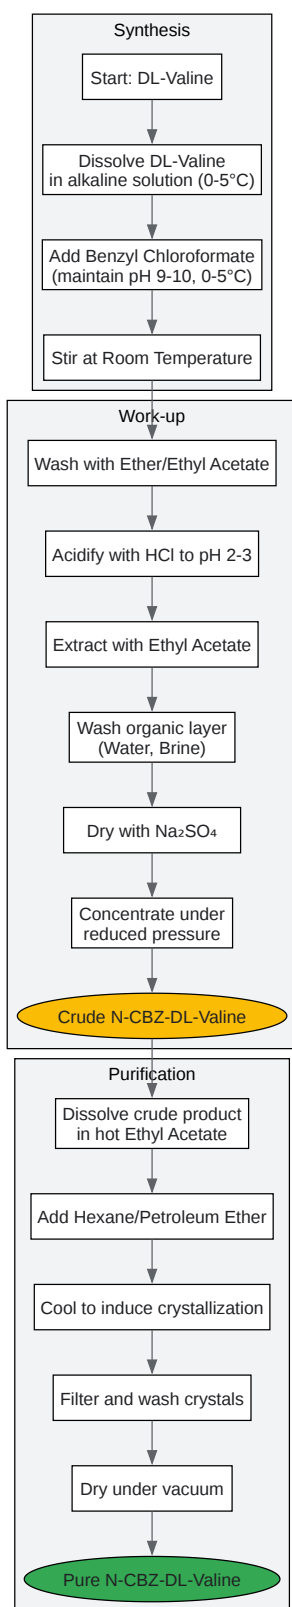 Synthesis
Start: DL-Valine
Dissolve DL-Valine
in alkaline solution (0-5°C)
Add Benzyl Chloroformate
(maintain pH 9-10, 0-5°C)
Stir at Room Temperature
Work-up
Wash with Ether/Ethyl Acetate
Acidify with HCl to pH 2-3
Extract with Ethyl Acetate
Wash organic layer
(Water, Brine)
Dry with Na₂SO₄
Concentrate under
reduced pressure
Crude N-CBZ-DL-Valine
Purification
Dissolve crude product
in hot Ethyl Acetate
Add Hexane/Petroleum Ether
Cool to induce crystallization
Filter and wash crystals
Dry under vacuum
Pure N-CBZ-DL-Valine